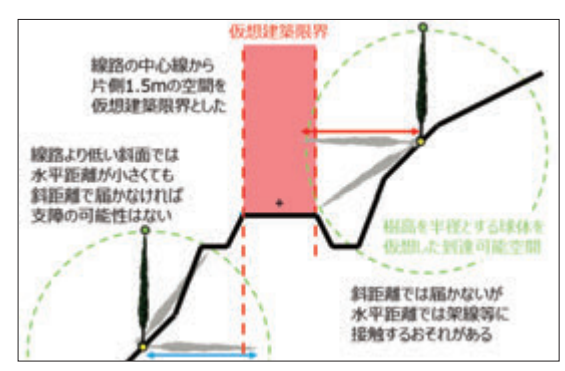 仮想建築限界
線路の中心線から
片側1.5mの空間を
仮想建築限界とした
線路より低い斜面では
水平距離が小さくても
斜距離で届かなければ
支障の可能性はない
樹高を半径とする球体を
仮想した到達可能空間
斜距離では届かないが
水平距離では架線等に
接触するおそれがある